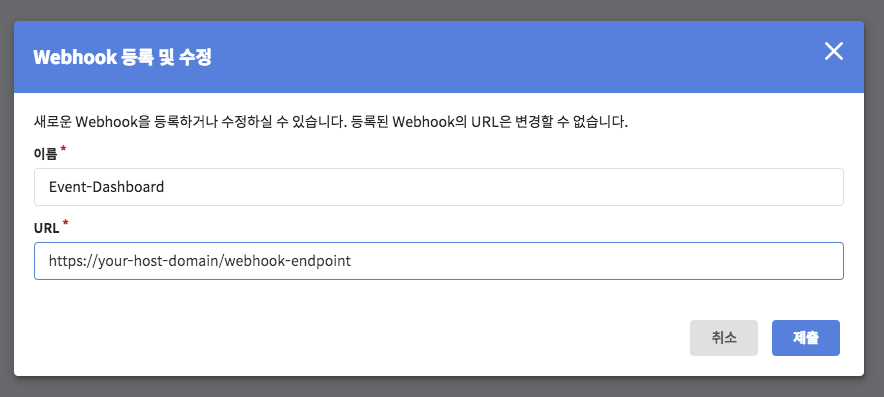 Webhook 등록 및 수정
새로운 Webhook을 등록하거나 수정하실 수 있습니다. 등록된 Webhook의 URL은 변경할 수 없습니다.
이름 *
Event-Dashboard
URL *
https://your-host-domain/webhook-endpoint
취소 제출